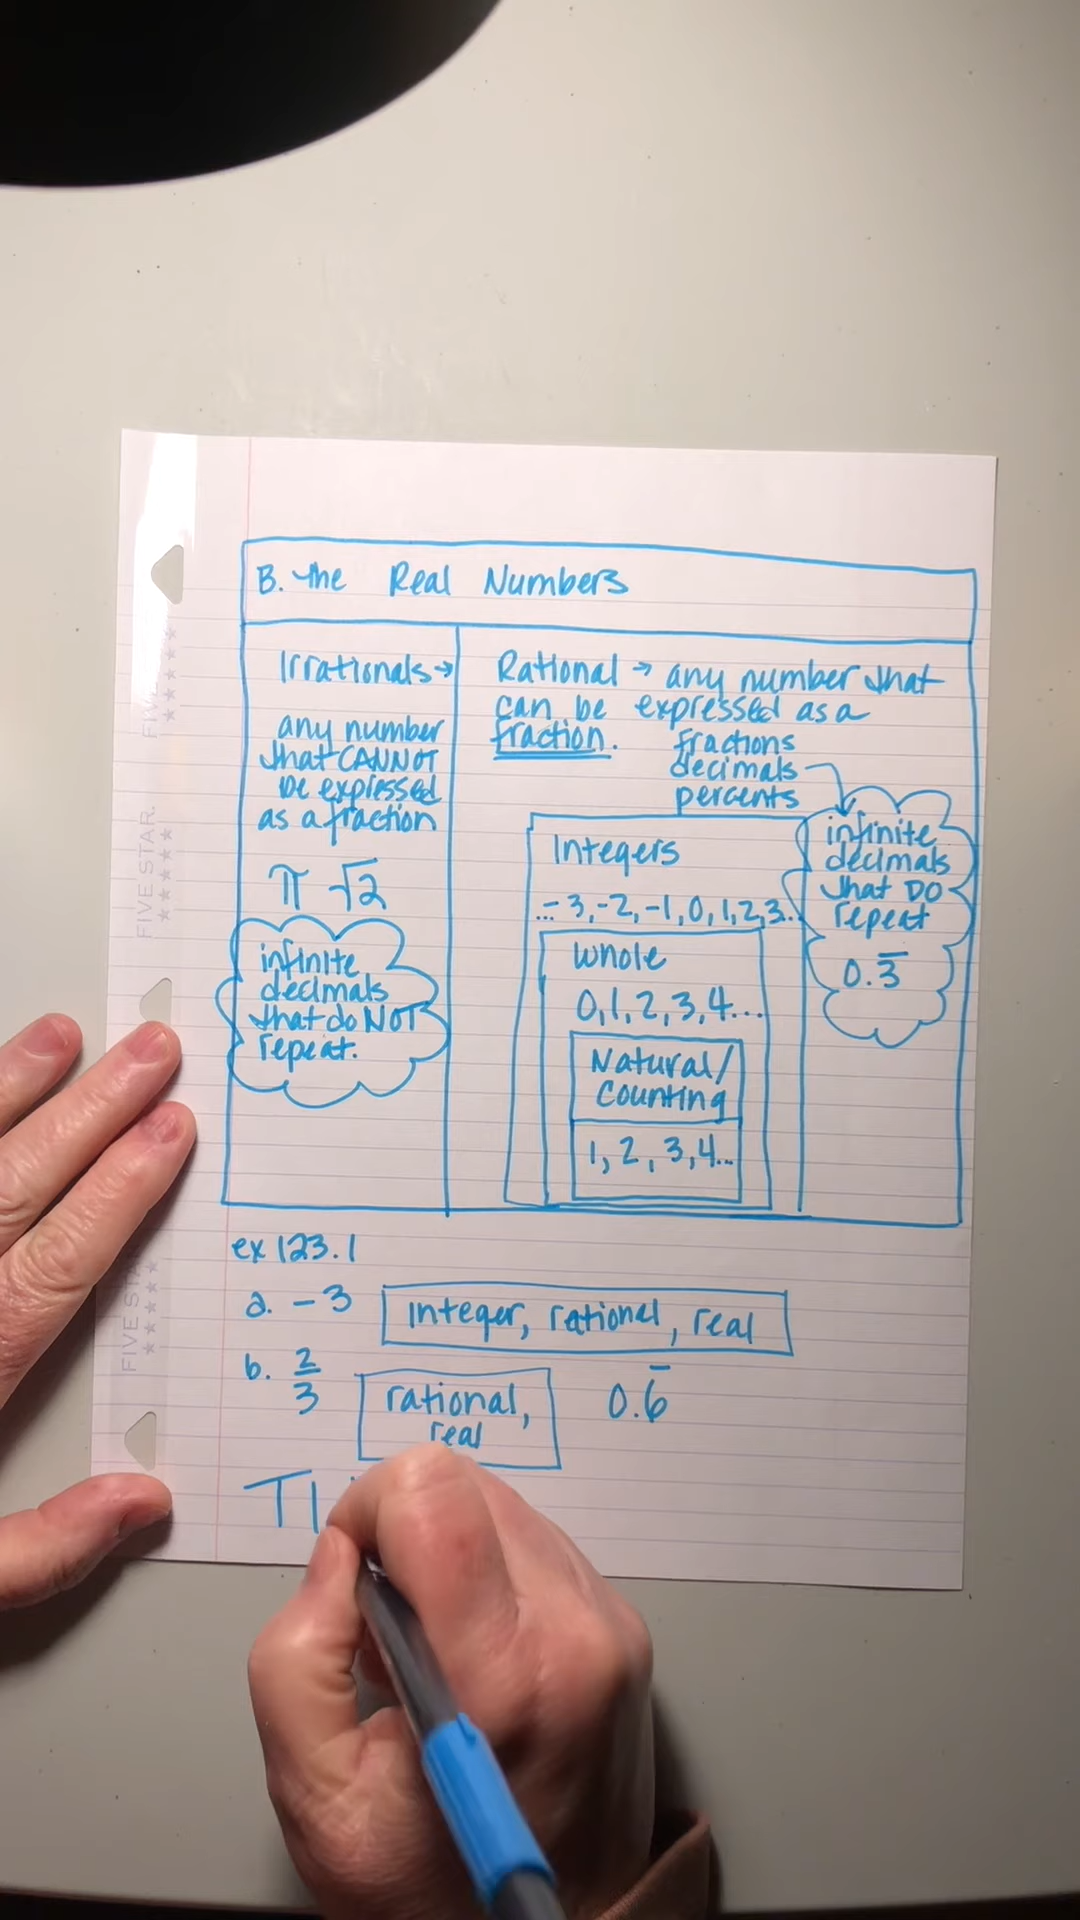 B. The Real Numbers
Irrationals →
any number
that CANNOT
be expressed
as a fraction
π √2
infinite
decimals
that do NOT
repeat.
Rational → any number that
can be expressed as a
fraction.
fractions
decimals
percents
Integers
...-3,-2,-1,0,1,2,3...
Whole
0,1,2,3,4...
Natural/
Counting
1, 2, 3, 4...
infinite
decimals
that DO
repeat
0.3̅
ex 123.1
a. -3
Integer, rational, real
b. 2/3
rational,
real
0.6̅
FIVE STAR.
FIVE STAR.